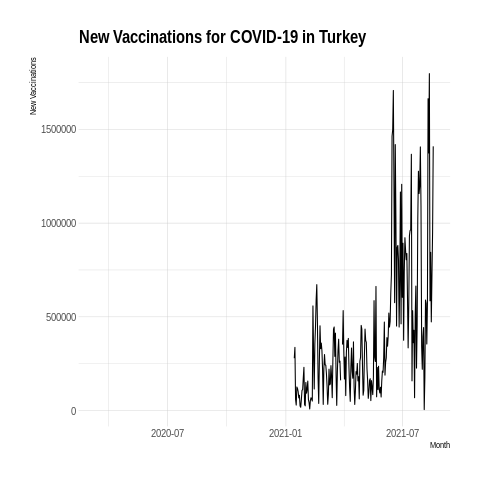 New Vaccinations for COVID-19 in Turkey
New Vaccinations
1500000
1000000
500000
0
2020-07
2021-01
2021-07
Month